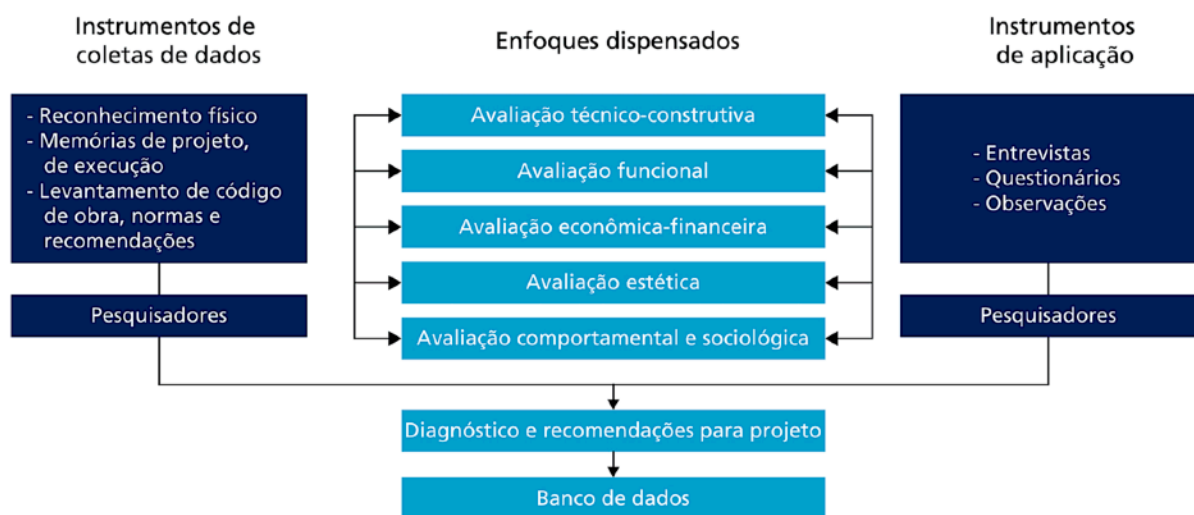 Instrumentos de
coletas de dados
Enfoques dispensados
Instrumentos
de aplicação
- Reconhecimento físico
- Memórias de projeto,
de execução
- Levantamento de código
de obra, normas e
recomendações
Pesquisadores
Avaliação técnico-construtiva
Avaliação funcional
Avaliação econômica-financeira
Avaliação estética
Avaliação comportamental e sociológica
- Entrevistas
- Questionários
- Observações
Pesquisadores
Diagnóstico e recomendações para projeto
Banco de dados